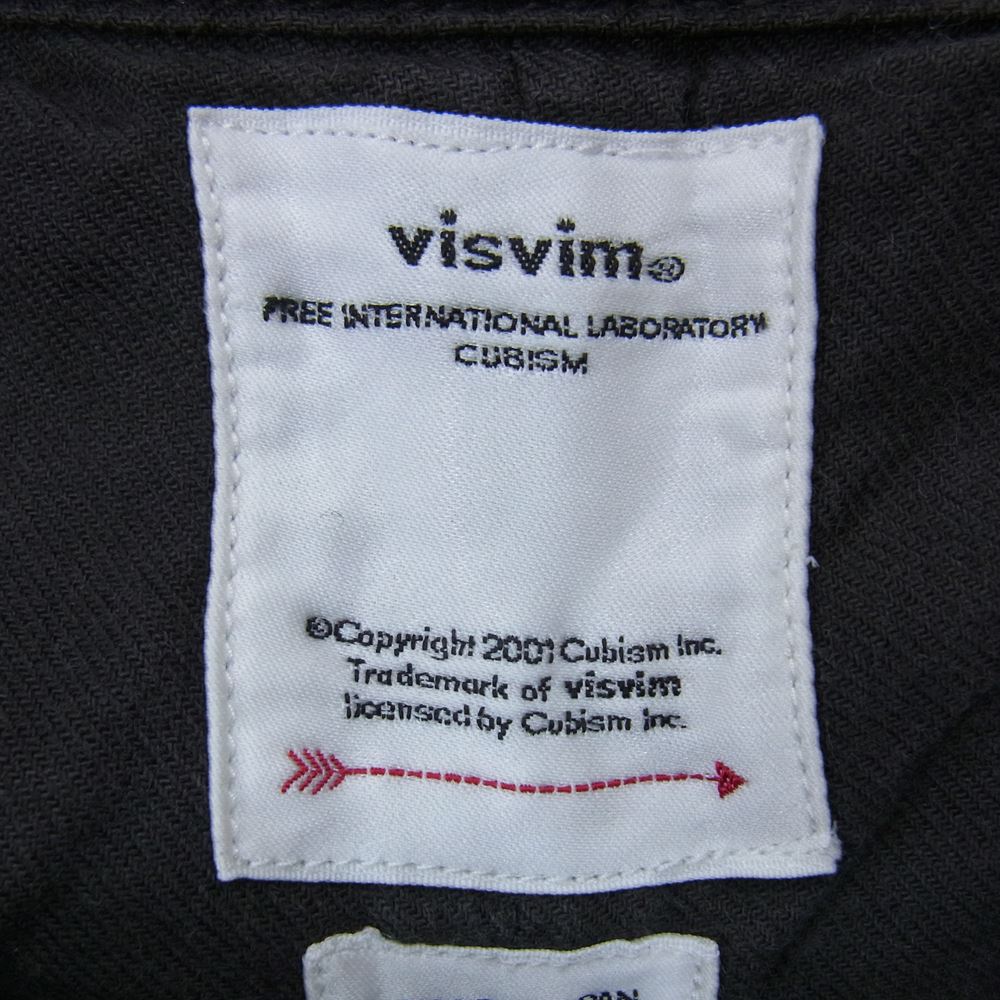 visvim®
FREE INTERNATIONAL LABORATORY
CUBISM
©Copyright 2001 Cubism Inc.
Trademark of visvim
licensed by Cubism Inc.